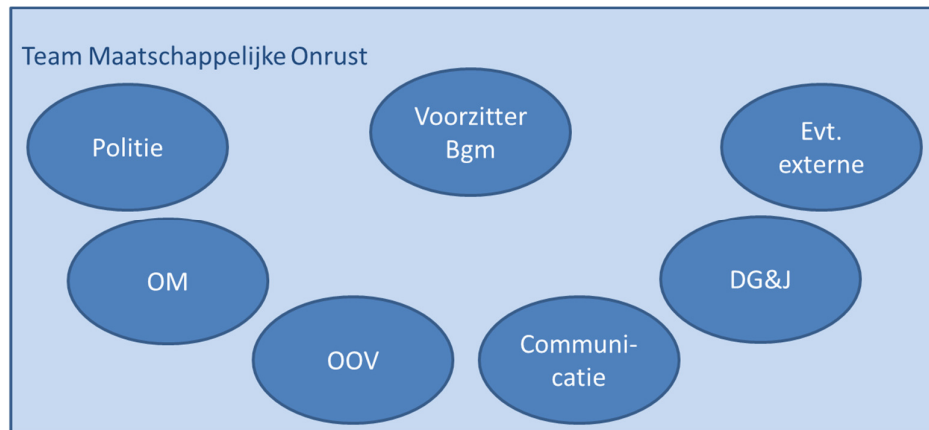 Team Maatschappelijke Onrust
Politie
Voorzitter
Bgm
Evt.
externe
OM
DG&J
OOV
Communi-
catie